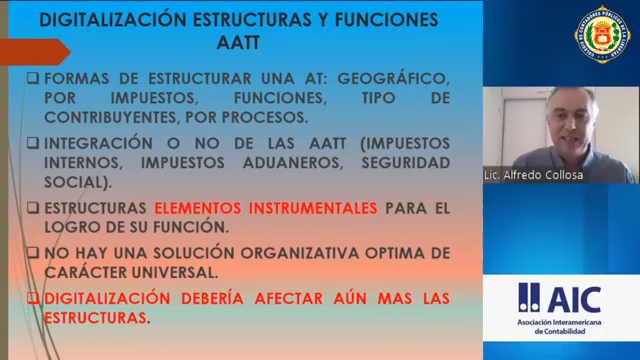 DIGITALIZACIÓN ESTRUCTURAS Y FUNCIONES
AATT
FORMAS DE ESTRUCTURAR UNA AT: GEOGRÁFICO,
POR IMPUESTOS, FUNCIONES, TIPO DE
CONTRIBUYENTES, POR PROCESOS.
INTEGRACIÓN O NO DE LAS AATT (IMPUESTOS
INTERNOS, IMPUESTOS ADUANEROS, SEGURIDAD
SOCIAL).
ESTRUCTURAS ELEMENTOS INSTRUMENTALES PARA EL
LOGRO DE SU FUNCIÓN.
NO HAY UNA SOLUCIÓN ORGANIZATIVA OPTIMA DE
CARÁCTER UNIVERSAL.
DIGITALIZACIÓN DEBERÍA AFECTAR AÚN MAS LAS
ESTRUCTURAS.
Lic. Alfredo Collosa
AIC
Asociación Interamericana
de Contabilidad